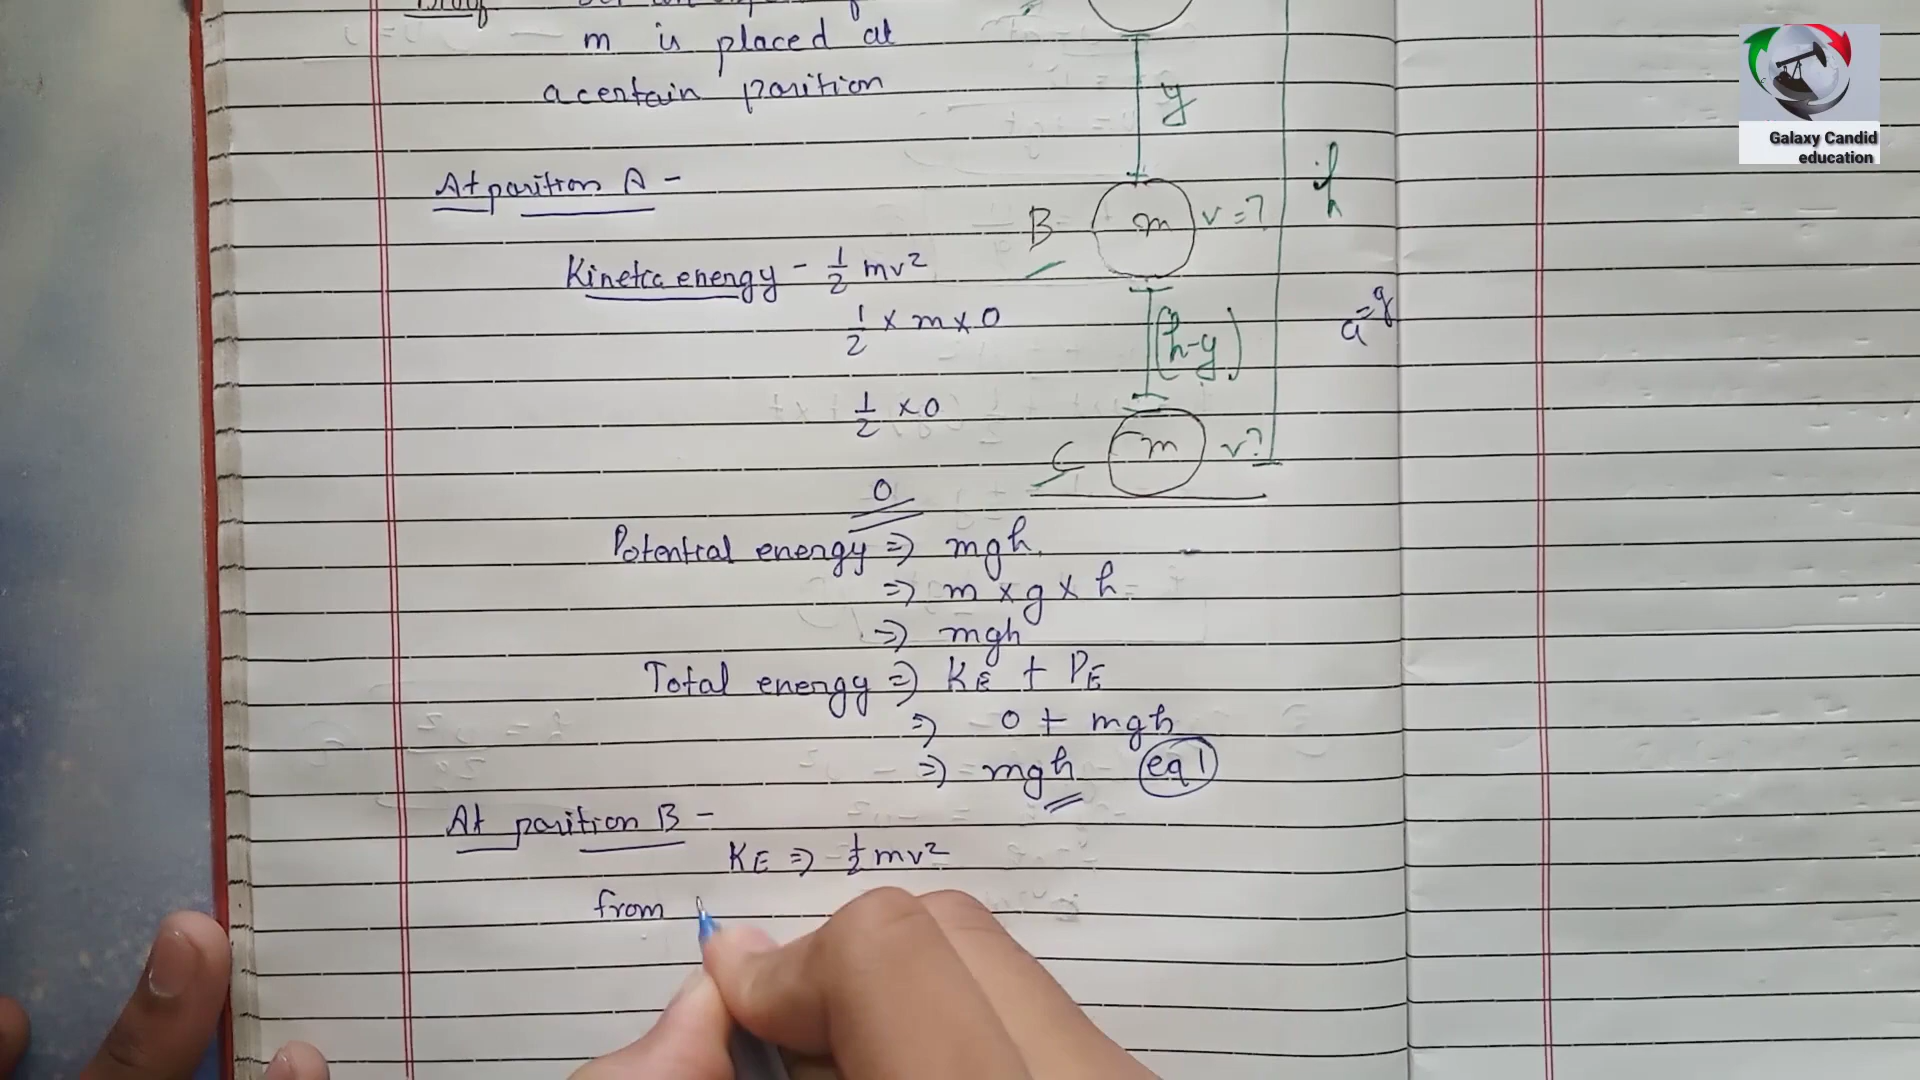 m is placed at
a certain position
y
At position A -
h
B m v=?
Kinetic energy - 1/2 mv²
a=g
1/2 × m × 0
(h-y)
1/2 × 0
C m v?
0
Potential energy ⇒ mgh
⇒ m × g × h
⇒ mgh
Total energy ⇒ KE + PE
⇒ 0 + mgh
⇒ mgh eq 1
At position B -
KE ⇒ 1/2 mv²
from
Galaxy Candid
education